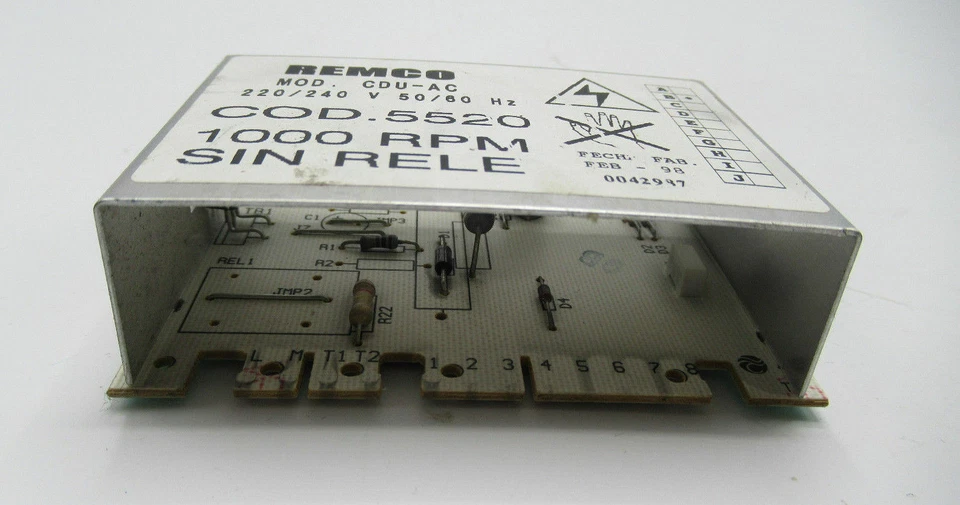 REMCO
MOD. CDU-AC
220/240 V 50/60 Hz
COD.5520
1000 RPM
SIN RELE
FECH. FAB.
FEB - 98
A
B
C
D
E
F
G
H
I
J
C1
JMP3
R1
R2
REL1
JMP2
R22
D4
L M T1 T2 1 2 3 4 5 6 7 8
T